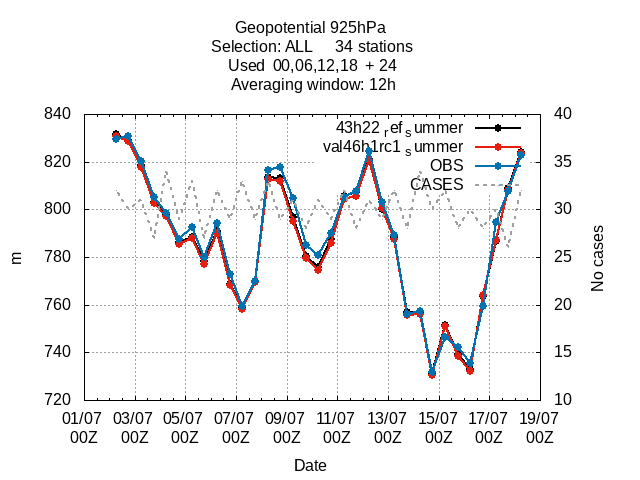 Geopotential 925hPa
Selection: ALL 34 stations
Used 00,06,12,18 + 24
Averaging window: 12h
840 40
43h22 refsummer
val46h1rc1 summer
820 35
OBS
CASES
800 30
780 25
m No cases
760 20
740 15
720 10
01/07 03/07 05/07 07/07 09/07 11/07 13/07 15/07 17/07 19/07
00Z 00Z 00Z 00Z 00Z 00Z 00Z 00Z 00Z 00Z
Date